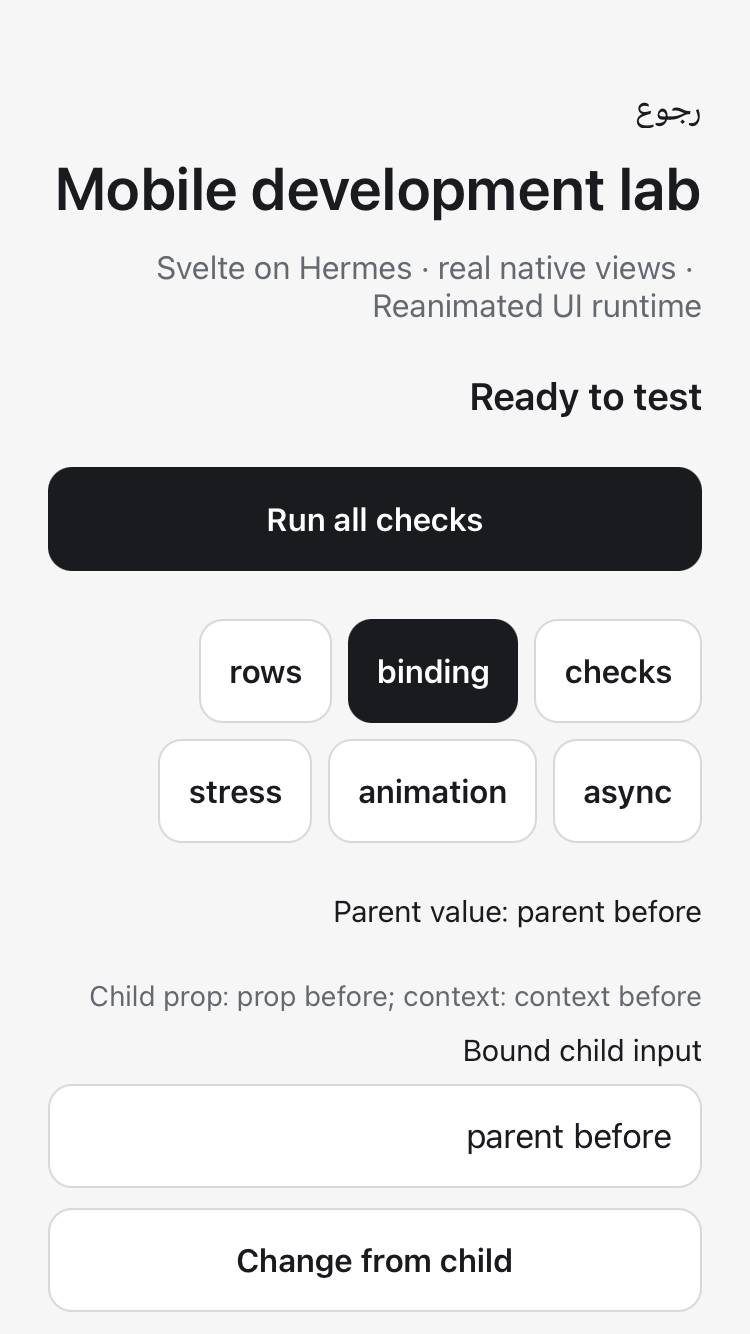 رجوع
Mobile development lab
Svelte on Hermes · real native views ·
Reanimated UI runtime
Ready to test
Run all checks
checks
binding
rows
async
animation
stress
Parent value: parent before
Child prop: prop before; context: context before
Bound child input
parent before
Change from child